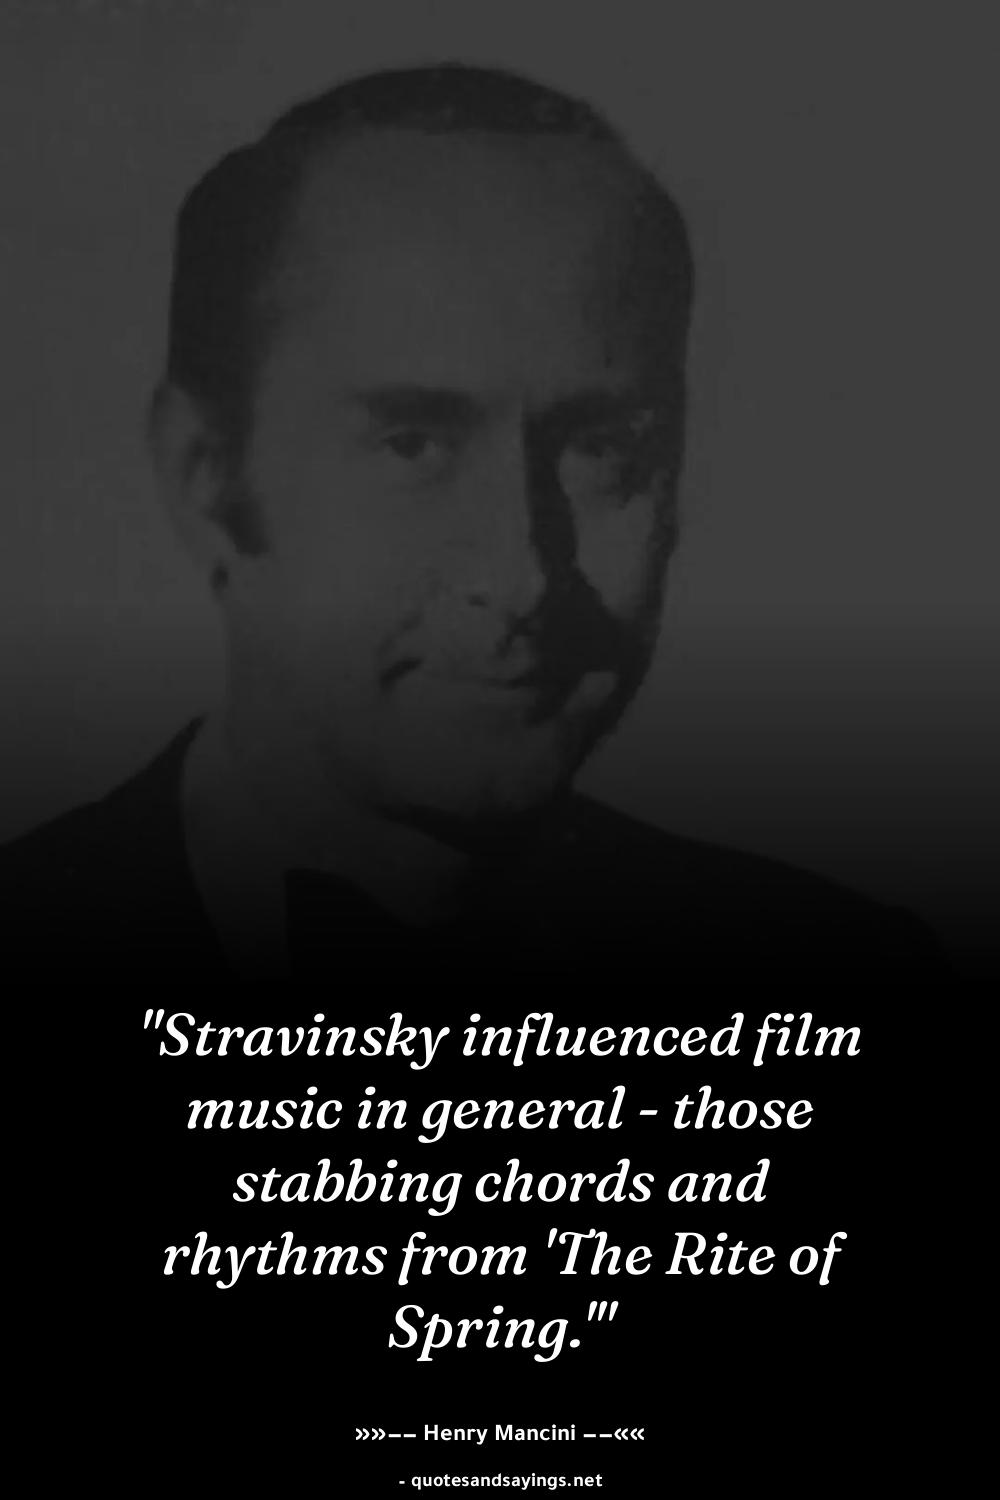 "Stravinsky influenced film
music in general - those
stabbing chords and
rhythms from 'The Rite of
Spring.'"
»»−− Henry Mancini −−««
- quotesandsayings.net